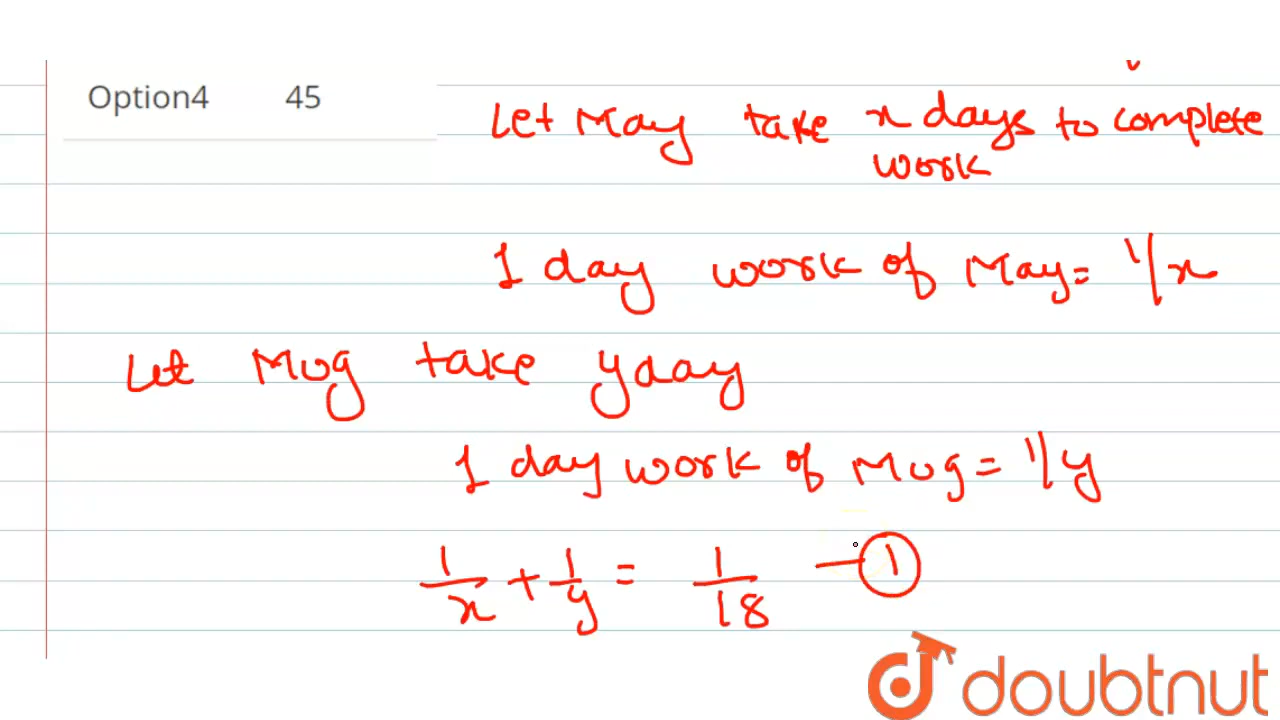 Option4 45
Let May take x days to complete
work
1 day work of May = 1/x
Let Mug take y day
1 day work of Mug = 1/y
1/x + 1/y = 1/18 — ①
doubtnut